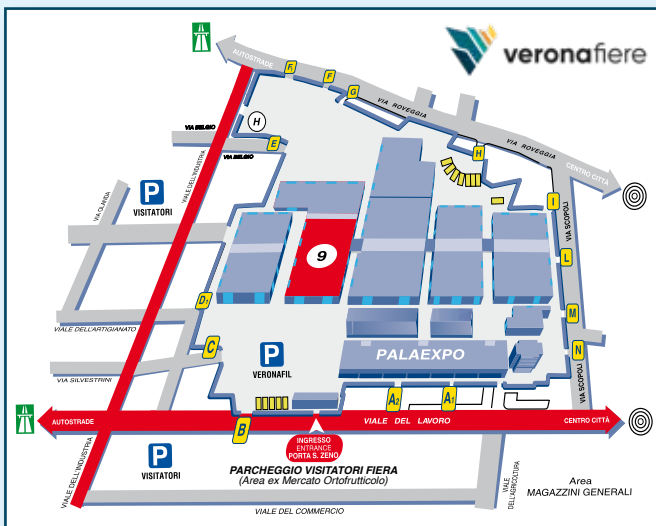 veronafiere
AUTOSTRADE
F1
F
G
VIA ROVEGGIA
H
VIA BELGIO
E
VIA BELGIO
H
VIA ROVEGGIA
CENTRO CITTÀ
P
VISITATORI
VIALE DELL'INDUSTRIA
VIA OLANDA
I
VIA SCOPOLI
9
L
D1
M
VIALE DELL'ARTIGIANATO
C
P
VERONAFIL
PALAEXPO
N
VIA SILVESTRINI
A2
A1
VIA SCOPOLI
AUTOSTRADE
B
VIALE DEL LAVORO
CENTRO CITTÀ
INGRESSO
ENTRANCE
PORTA S. ZENO
P
VISITATORI
VIALE DELL'INDUSTRIA
PARCHEGGIO VISITATORI FIERA
(Area ex Mercato Ortofrutticolo)
VIALE
DELL'AGRICOLTURA
Area
MAGAZZINI GENERALI
VIALE DEL COMMERCIO